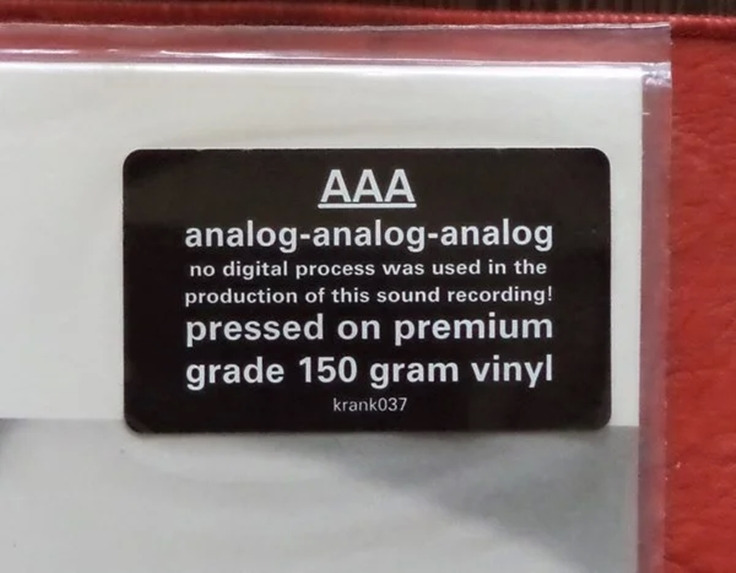 AAA
analog-analog-analog
no digital process was used in the
production of this sound recording!
pressed on premium
grade 150 gram vinyl
krank037